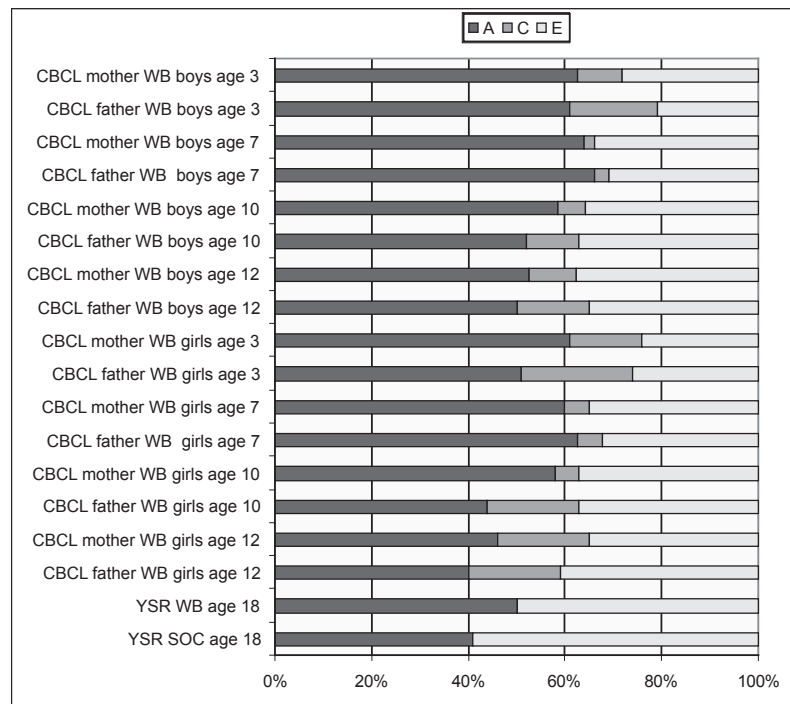 A C E
CBCL mother WB boys age 3
CBCL father WB boys age 3
CBCL mother WB boys age 7
CBCL father WB  boys age 7
CBCL mother WB boys age 10
CBCL father WB boys age 10
CBCL mother WB boys age 12
CBCL father WB boys age 12
CBCL mother WB girls age 3
CBCL father WB girls age 3
CBCL mother WB girls age 7
CBCL father WB  girls age 7
CBCL mother WB girls age 10
CBCL father WB girls age 10
CBCL mother WB girls age 12
CBCL father WB girls age 12
YSR WB age 18
YSR SOC age 18
0% 20% 40% 60% 80% 100%